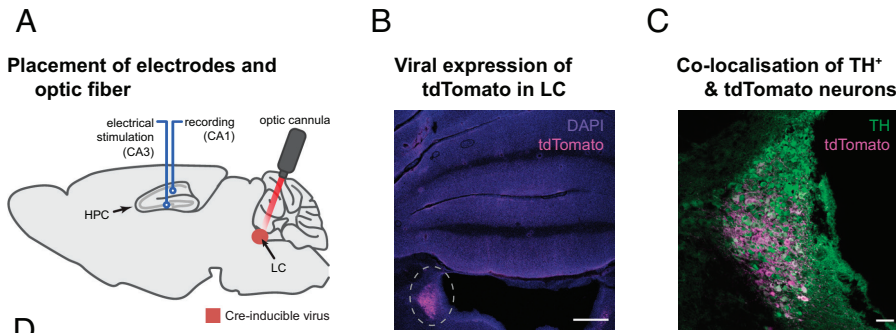 A
Placement of electrodes and
optic fiber
electrical
stimulation
(CA3)
recording
(CA1)
optic cannula
HPC
LC
Cre-inducible virus
B
Viral expression of
tdTomato in LC
DAPI
tdTomato
C
Co-localisation of TH⁺
& tdTomato neurons
TH
tdTomato
D